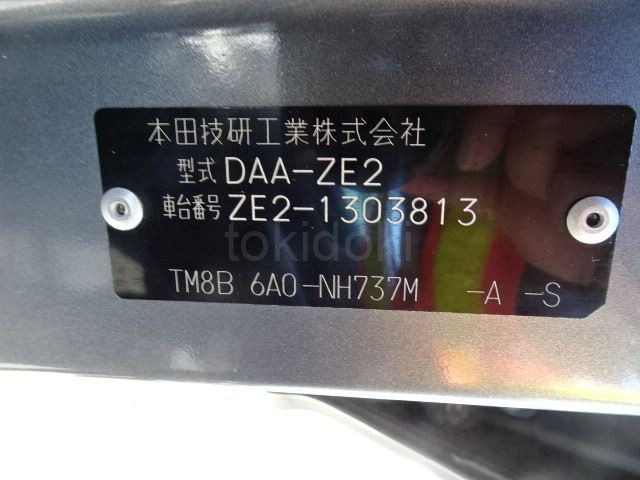 本田技研工業株式会社
型式 DAA-ZE2
車台番号 ZE2-1303813
tokidoki
TM8B 6A0-NH737M -A -S